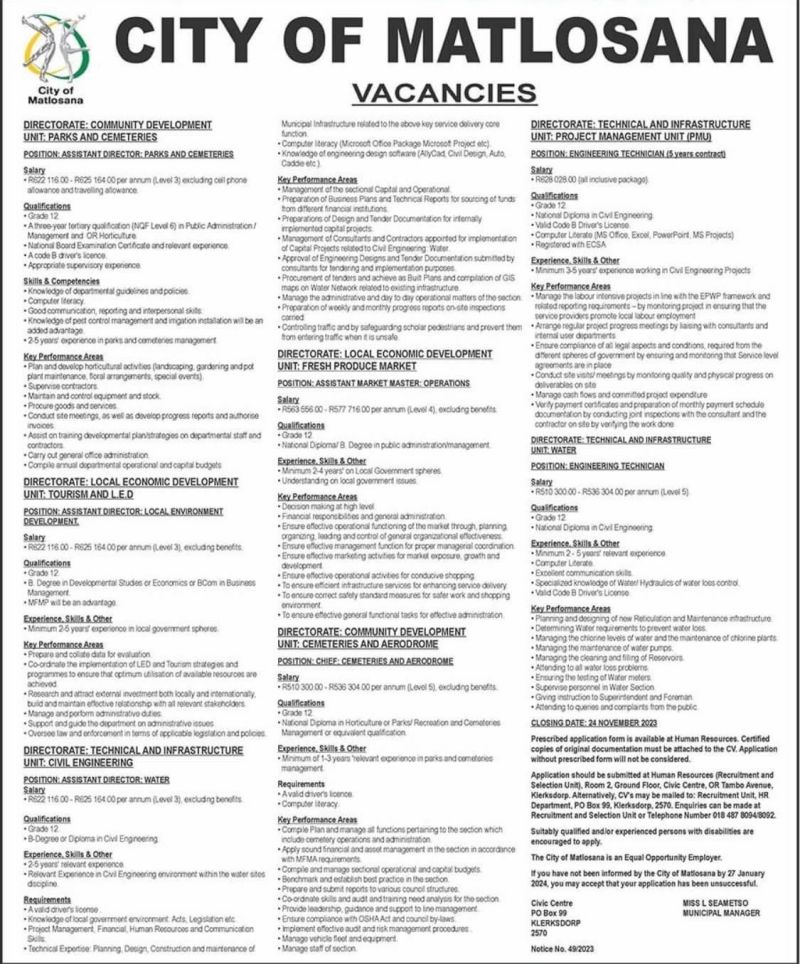 CITY OF MATLOSANA
City of
Matlosana
VACANCIES
DIRECTORATE: COMMUNITY DEVELOPMENT
UNIT: PARKS AND CEMETERIES
POSITION: ASSISTANT DIRECTOR: PARKS AND CEMETERIES
Salary
• R622 116.00 - R625 164.00 per annum (Level 3) excluding cell phone
allowance and travelling allowance.
Qualifications
• Grade 12
• A three-year tertiary qualification (NQF Level 6) in Public Administration /
Management and OR Horticulture.
• National Board Examination Certificate and relevant experience.
• A code B driver's licence.
• Appropriate supervisory experience.
Skills & Competencies
• Knowledge of departmental guidelines and policies.
• Computer literacy.
• Good communication, reporting and interpersonal skills.
• Knowledge of pest control management and irrigation installation will be an
added advantage.
• 2-5 years' experience in parks and cemeteries management.
Key Performance Areas
• Plan and develop horticultural activities (landscaping, gardening and pot
plant maintenance, floral arrangements, special events).
• Supervise contractors.
• Maintain and control equipment and stock.
• Procure goods and services.
• Conduct site meetings, as well as develop progress reports and authorise
invoices.
• Assist on training developmental plan/strategies on departmental staff and
contractors.
• Carry out general office administration.
• Compile annual departmental operational and capital budgets
DIRECTORATE: LOCAL ECONOMIC DEVELOPMENT
UNIT: TOURISM AND L.E.D
POSITION: ASSISTANT DIRECTOR: LOCAL ENVIRONMENT
DEVELOPMENT.
Salary
• R622 116.00 - R625 164.00 per annum (Level 3), excluding benefits.
Qualifications
• Grade 12
• B. Degree in Developmental Studies or Economics or BCom in Business
Management.
• MFMP will be an advantage.
Experience, Skills & Other
• Minimum 2-5 years' experience in local government spheres.
Key Performance Areas
• Prepare and collate data for evaluation.
• Co-ordinate the implementation of LED and Tourism strategies and
programmes to ensure that optimum utilisation of available resources are
achieved.
• Research and attract external investment both locally and internationally,
build and maintain effective relationship with all relevant stakeholders.
• Manage and perform administrative duties.
• Support and guide the department on administrative issues
• Oversee law and enforcement in terms of applicable legislation and policies.
DIRECTORATE: TECHNICAL AND INFRASTRUCTURE
UNIT: CIVIL ENGINEERING
POSITION: ASSISTANT DIRECTOR: WATER
Salary
• R622 116.00 - R625 164.00 per annum (Level 3), excluding benefits.
Qualifications
• Grade 12
• B-Degree or Diploma in Civil Engineering.
Experience, Skills & Other
• 2-5 years' relevant experience.
• Relevant Experience in Civil Engineering environment within the water sites
discipline.
Requirements
• A valid driver's license .
• Knowledge of local government environment. Acts, Legislation etc.
• Project Management, Financial, Human Resources and Communication
Skills.
• Technical Expertise: Planning, Design, Construction and maintenance of
Municipal Infrastructure related to the above key service delivery core
function.
• Computer literacy (Microsoft Office Package Microsoft Project etc).
• Knowledge of engineering design software (AllyCad, Civil Design, Auto,
Caddie etc.).
Key Performance Areas
• Management of the sectional Capital and Operational.
• Preparation of Business Plans and Technical Reports for sourcing of funds
from different financial institutions.
• Preparations of Design and Tender Documentation for internally
implemented capital projects.
• Management of Consultants and Contractors appointed for implementation
of Capital Projects related to Civil Engineering: Water.
• Approval of Engineering Designs and Tender Documentation submitted by
consultants for tendering and implementation purposes.
• Procurement of tenders and achieve as Built Plans and compilation of GIS
maps on Water Network related to existing infrastructure.
• Manage the administrative and day to day operational matters of the section.
• Preparation of weekly and monthly progress reports on-site inspections
carried.
• Controlling traffic and by safeguarding scholar pedestrians and prevent them
from entering traffic when it is unsafe.
DIRECTORATE: LOCAL ECONOMIC DEVELOPMENT
UNIT: FRESH PRODUCE MARKET
POSITION: ASSISTANT MARKET MASTER: OPERATIONS
Salary
• R563 556.00 - R577 716.00 per annum (Level 4), excluding benefits.
Qualifications
• Grade 12
• National Diploma/ B. Degree in public administration/management.
Experience, Skills & Other
• Minimum 2-4 years' on Local Government spheres.
• Understanding on local government issues.
Key Performance Areas
• Decision making at high level
• Financial responsibilities and general administration.
• Ensure effective operational functioning of the market through, planning,
organizing, leading and control of general organizational effectiveness.
• Ensure effective management function for proper managerial coordination.
• Ensure effective marketing activities for market exposure, growth and
development.
• Ensure effective operational activities for conducive shopping.
• To ensure efficient infrastructure services for enhancing service delivery.
• To ensure correct safety standard measures for safer work and shopping
environment.
• To ensure effective general functional tasks for effective administration.
DIRECTORATE: COMMUNITY DEVELOPMENT
UNIT: CEMETERIES AND AERODROME
POSITION: CHIEF: CEMETERIES AND AERODROME
Salary
• R510 300.00 - R536 304.00 per annum (Level 5), excluding benefits.
Qualifications
• Grade 12
• National Diploma in Horticulture or Parks/ Recreation and Cemeteries
Management or equivalent qualification.
Experience, Skills & Other
• Minimum of 1-3 years 'relevant experience in parks and cemeteries
management.
Requirements
• A valid driver's licence.
• Computer literacy.
Key Performance Areas
• Compile Plan and manage all functions pertaining to the section which
include cemetery operations and administration.
• Apply sound financial and asset management in the section in accordance
with MFMA requirements.
• Compile and manage sectional operational and capital budgets.
• Benchmark and establish best practice in the section.
• Prepare and submit reports to various council structures.
• Co-ordinate skills and audit and training need analysis for the section.
• Provide leadership, guidance and support to line management.
• Ensure compliance with OSHA Act and council by-laws.
• Implement effective audit and risk management procedures .
• Manage vehicle fleet and equipment.
• Manage staff of section.
DIRECTORATE: TECHNICAL AND INFRASTRUCTURE
UNIT: PROJECT MANAGEMENT UNIT (PMU)
POSITION: ENGINEERING TECHNICIAN (5 years contract)
Salary
• R628 028.00 (all inclusive package).
Qualifications
• Grade 12
• National Diploma in Civil Engineering.
• Valid Code B Driver's License.
• Computer Literate (MS Office, Excel, PowerPoint, MS Projects)
• Registered with ECSA
Experience, Skills & Other
• Minimum 3-5 years' experience working in Civil Engineering Projects
Key Performance Areas
• Manage the labour intensive projects in line with the EPWP framework and
related reporting requirements – by monitoring project in ensuring that the
service providers promote local labour employment
• Arrange regular project progress meetings by liaising with consultants and
internal user departments
• Ensure compliance of all legal aspects and conditions, required from the
different spheres of government by ensuring and monitoring that Service level
agreements are in place
• Conduct site visits/ meetings by monitoring quality and physical progress on
deliverables on site
• Manage cash flows and committed project expenditure
• Verify payment certificates and preparation of monthly payment schedule
documentation by conducting joint inspections with the consultant and the
contractor on site by verifying the work done
DIRECTORATE: TECHNICAL AND INFRASTRUCTURE
UNIT: WATER
POSITION: ENGINEERING TECHNICIAN
Salary
• R510 300.00 - R536 304.00 per annum (Level 5).
Qualifications
• Grade 12
• National Diploma in Civil Engineering.
Experience, Skills & Other
• Minimum 2 - 5 years' relevant experience.
• Computer Literate.
• Excellent communication skills.
• Specialized knowledge of Water/ Hydraulics of water loss control.
• Valid Code B Driver's License.
Key Performance Areas
• Planning and designing of new Reticulation and Maintenance infrastructure.
• Determining Water requirements to prevent water loss.
• Managing the chlorine levels of water and the maintenance of chlorine plants.
• Managing the maintenance of water pumps.
• Managing the cleaning and filling of Reservoirs.
• Attending to all water loss problems.
• Ensuring the testing of Water meters.
• Supervise personnel in Water Section.
• Giving instruction to Superintendent and Foreman.
• Attending to queries and complaints from the public.
CLOSING DATE: 24 NOVEMBER 2023
Prescribed application form is available at Human Resources. Certified
copies of original documentation must be attached to the CV. Application
without prescribed form will not be considered.
Application should be submitted at Human Resources (Recruitment and
Selection Unit), Room 2, Ground Floor, Civic Centre, OR Tambo Avenue,
Klerksdorp. Alternatively, CV's may be mailed to: Recruitment Unit, HR
Department, PO Box 99, Klerksdorp, 2570. Enquiries can be made at
Recruitment and Selection Unit or Telephone Number 018 487 8094/8092.
Suitably qualified and/or experienced persons with disabilities are
encouraged to apply.
The City of Matlosana is an Equal Opportunity Employer.
If you have not been informed by the City of Matlosana by 27 January
2024, you may accept that your application has been unsuccessful.
Civic Centre
PO Box 99
KLERKSDORP
2570
MISS L SEAMETSO
MUNICIPAL MANAGER
Notice No. 49/2023